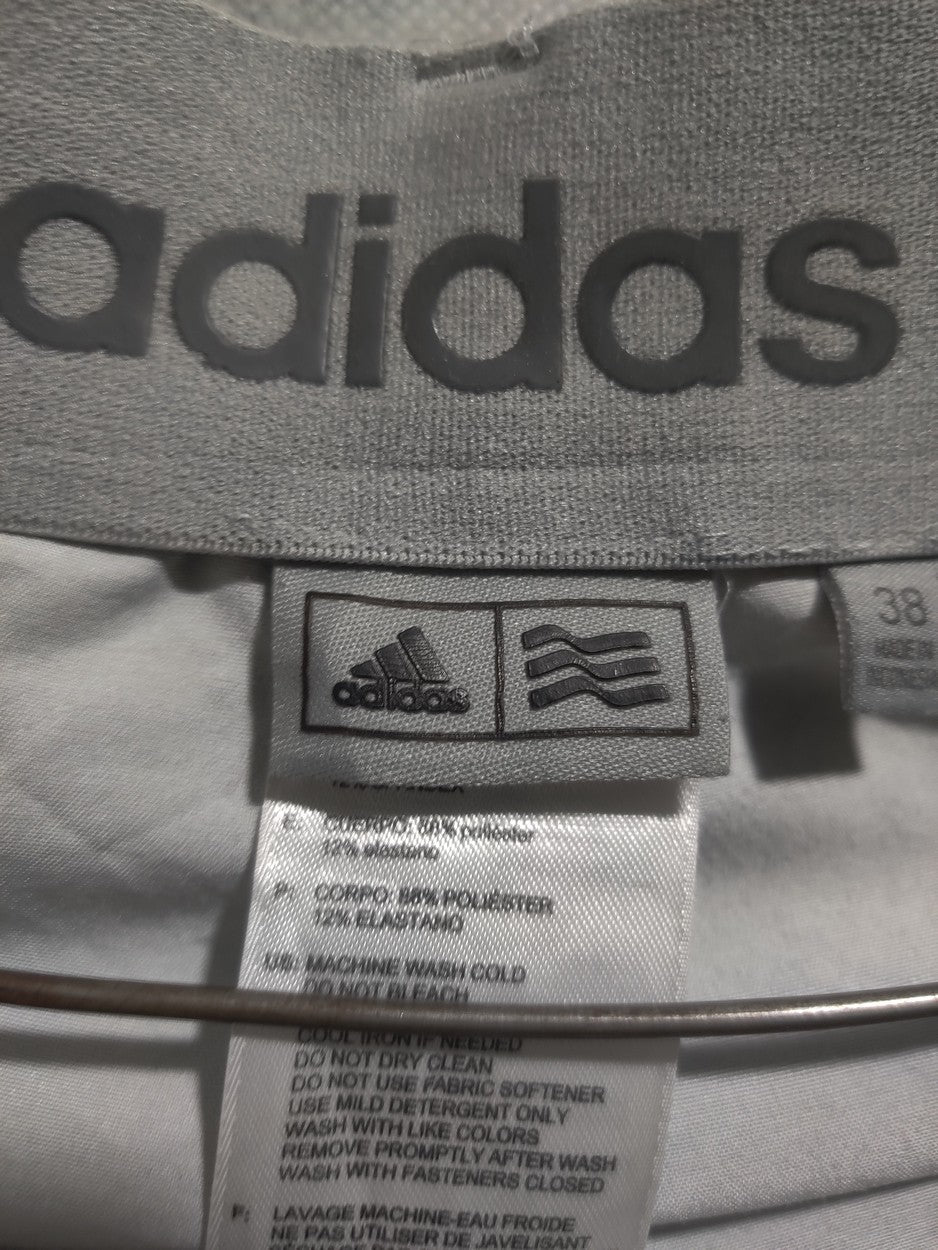 adidas
adidas
38
E: CUERPO: 88% poliéster
12% elastano
P: CORPO: 88% POLIÉSTER
12% ELASTANO
US: MACHINE WASH COLD
DO NOT BLEACH
COOL IRON IF NEEDED
DO NOT DRY CLEAN
DO NOT USE FABRIC SOFTENER
USE MILD DETERGENT ONLY
WASH WITH LIKE COLORS
REMOVE PROMPTLY AFTER WASH
WASH WITH FASTENERS CLOSED
F: LAVAGE MACHINE-EAU FROIDE
NE PAS UTILISER DE JAVELISANT